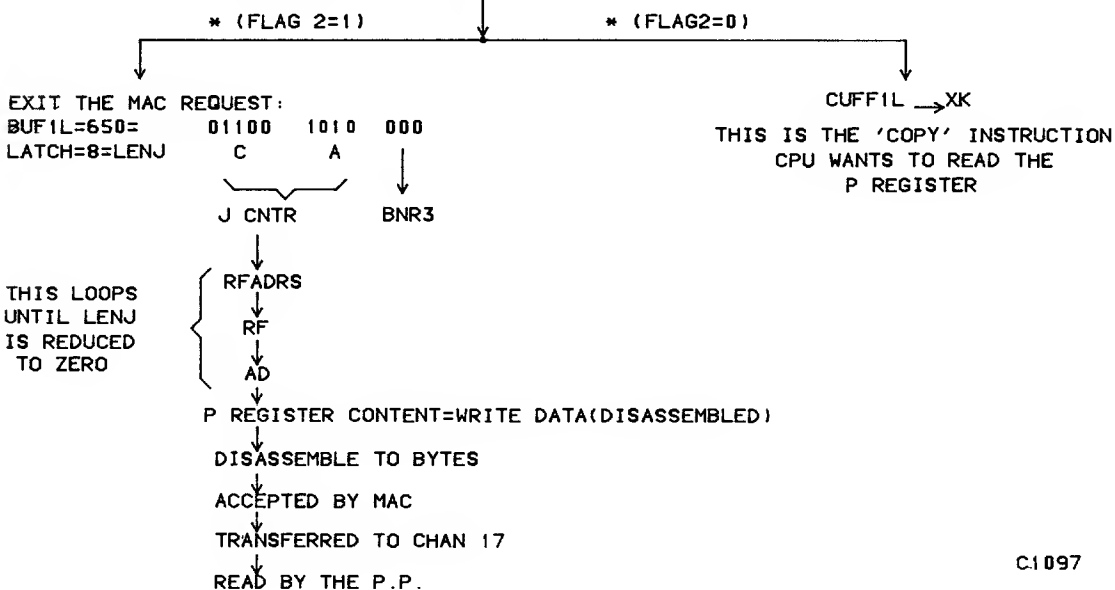 * (FLAG 2=1)
* (FLAG2=0)
EXIT THE MAC REQUEST:
BUF1L=650= 01100 1010 000
LATCH=8=LENJ C A
J CNTR BNR3
CUFF1L → XK
THIS IS THE 'COPY' INSTRUCTION
CPU WANTS TO READ THE
P REGISTER
THIS LOOPS
UNTIL LENJ
IS REDUCED
TO ZERO
RFADRS
RF
AD
P REGISTER CONTENT=WRITE DATA(DISASSEMBLED)
DISASSEMBLE TO BYTES
ACCEPTED BY MAC
TRANSFERRED TO CHAN 17
READ BY THE P.P.
C1097